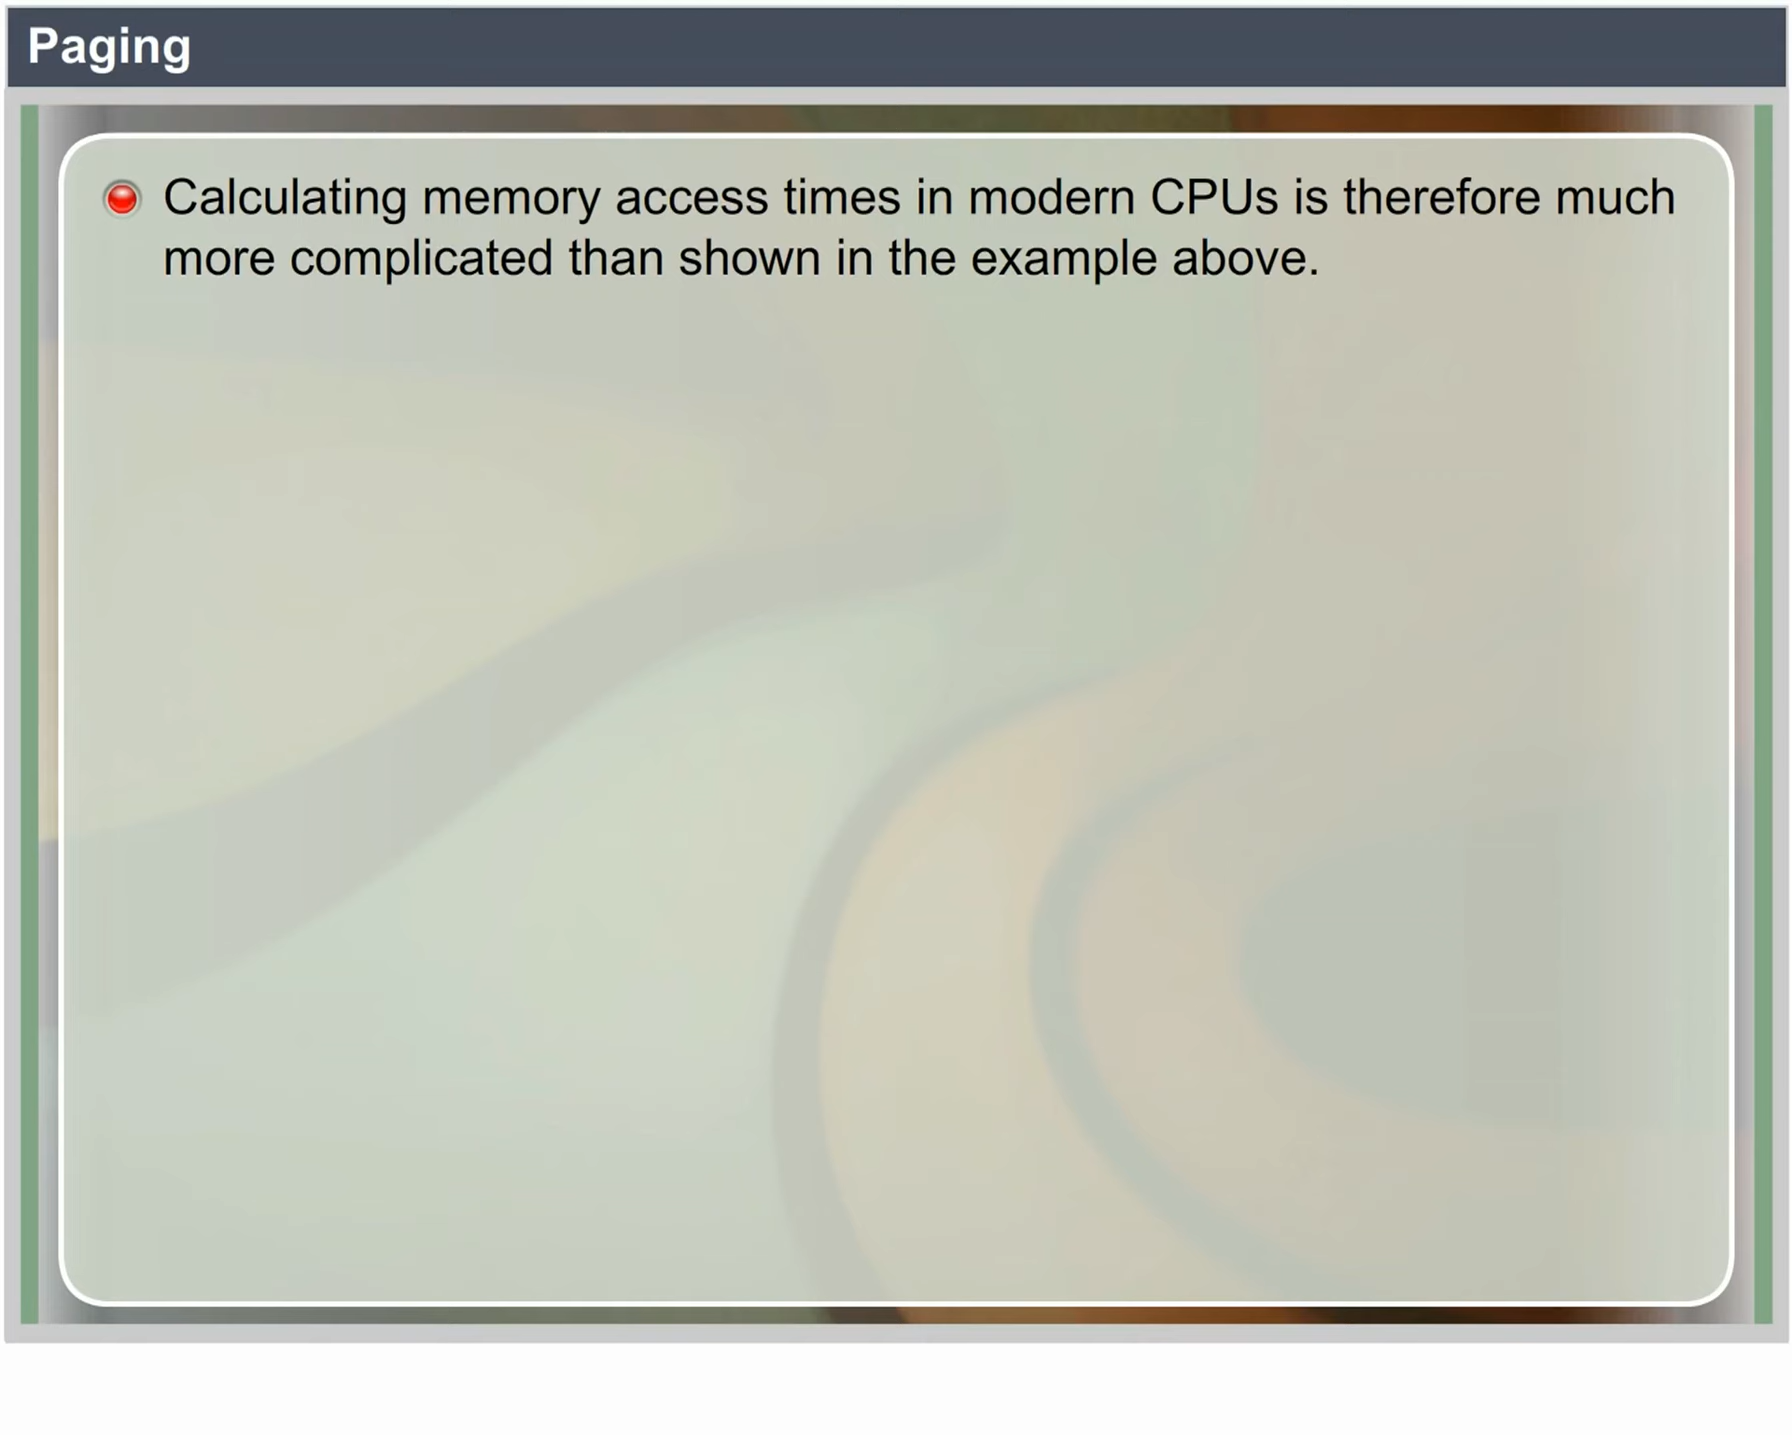 Paging
Calculating memory access times in modern CPUs is therefore much
more complicated than shown in the example above.